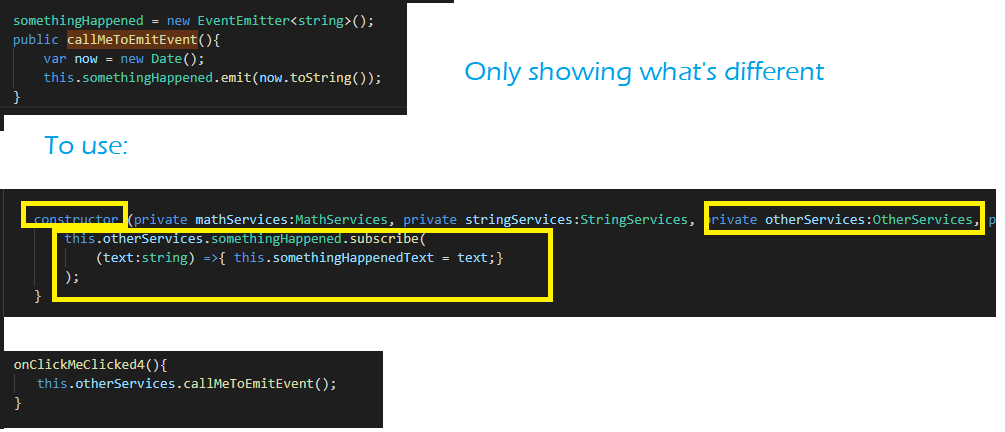 somethingHappened = new EventEmitter<string>();
public callMeToEmitEvent(){
var now = new Date();
this.somethingHappened.emit(now.toString());
}
Only showing what's different
To use:
constructor (private mathServices:MathServices, private stringServices:StringServices, private otherServices:OtherServices, p
this.otherServices.somethingHappened.subscribe(
(text:string) =>{ this.somethingHappenedText = text;}
);
}
onClickMeClicked4(){
this.otherServices.callMeToEmitEvent();
}